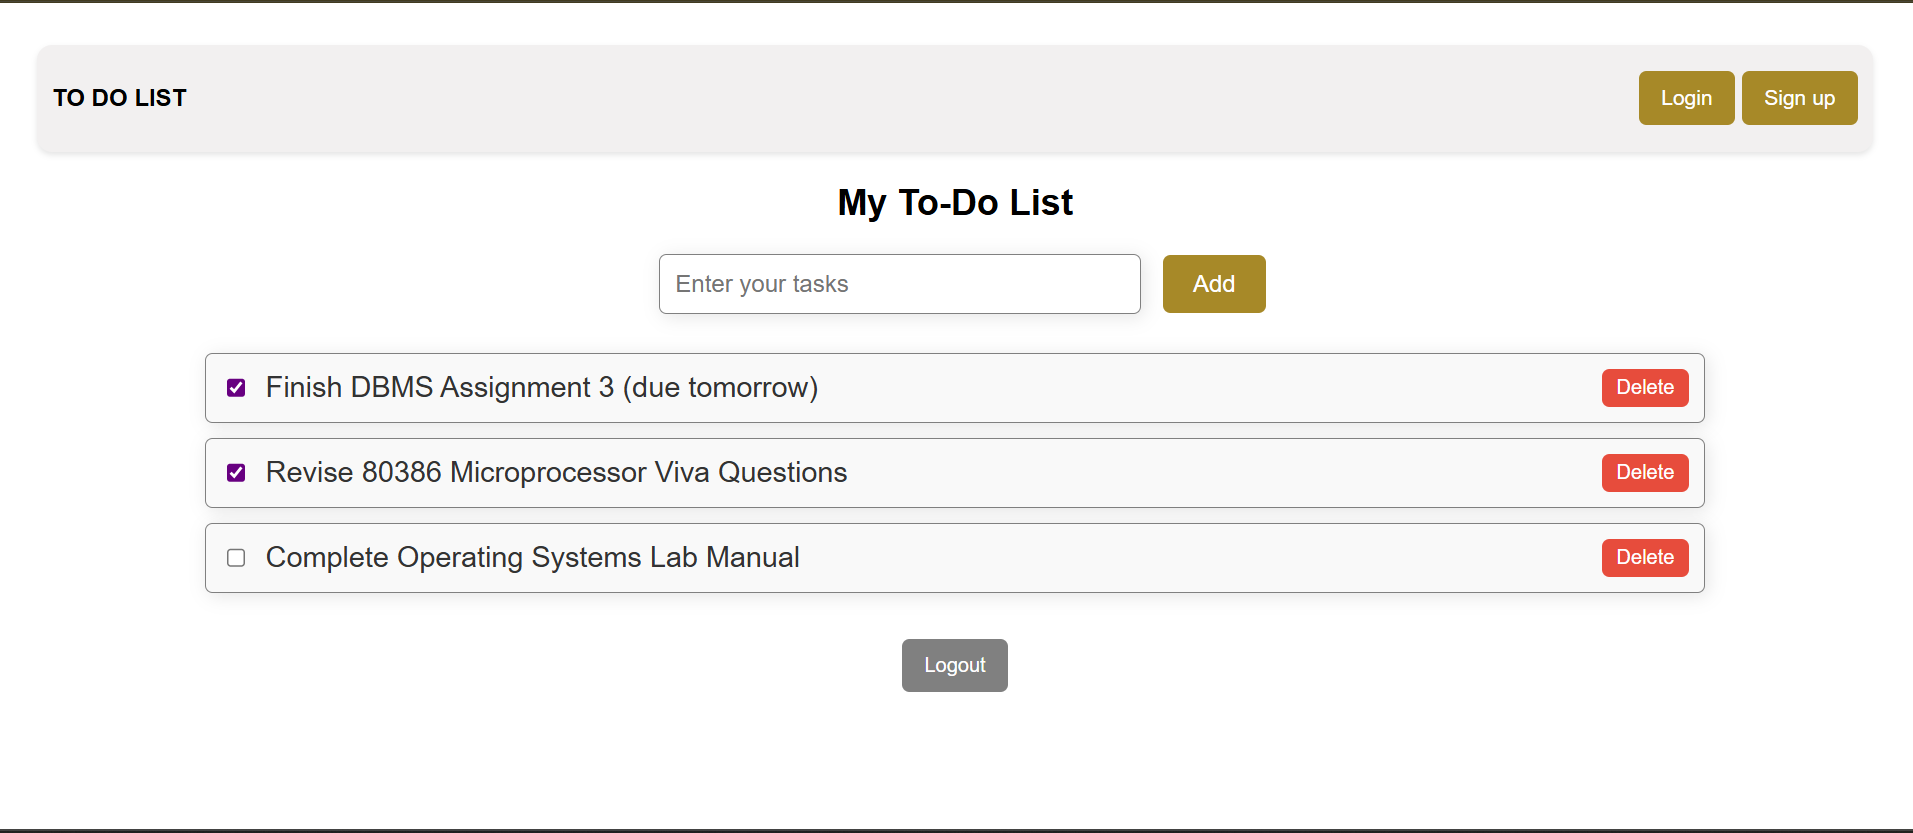 TO DO LIST
Login
Sign up
My To-Do List
Enter your tasks
Add
Finish DBMS Assignment 3 (due tomorrow)
Delete
Revise 80386 Microprocessor Viva Questions
Delete
Complete Operating Systems Lab Manual
Delete
Logout